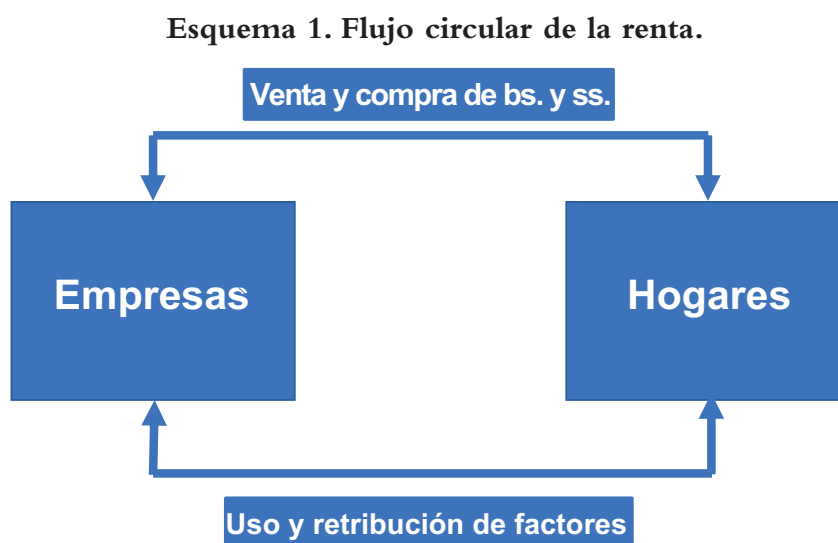 Esquema 1. Flujo circular de la renta.
Venta y compra de bs. y ss.
Empresas
Hogares
Uso y retribución de factores